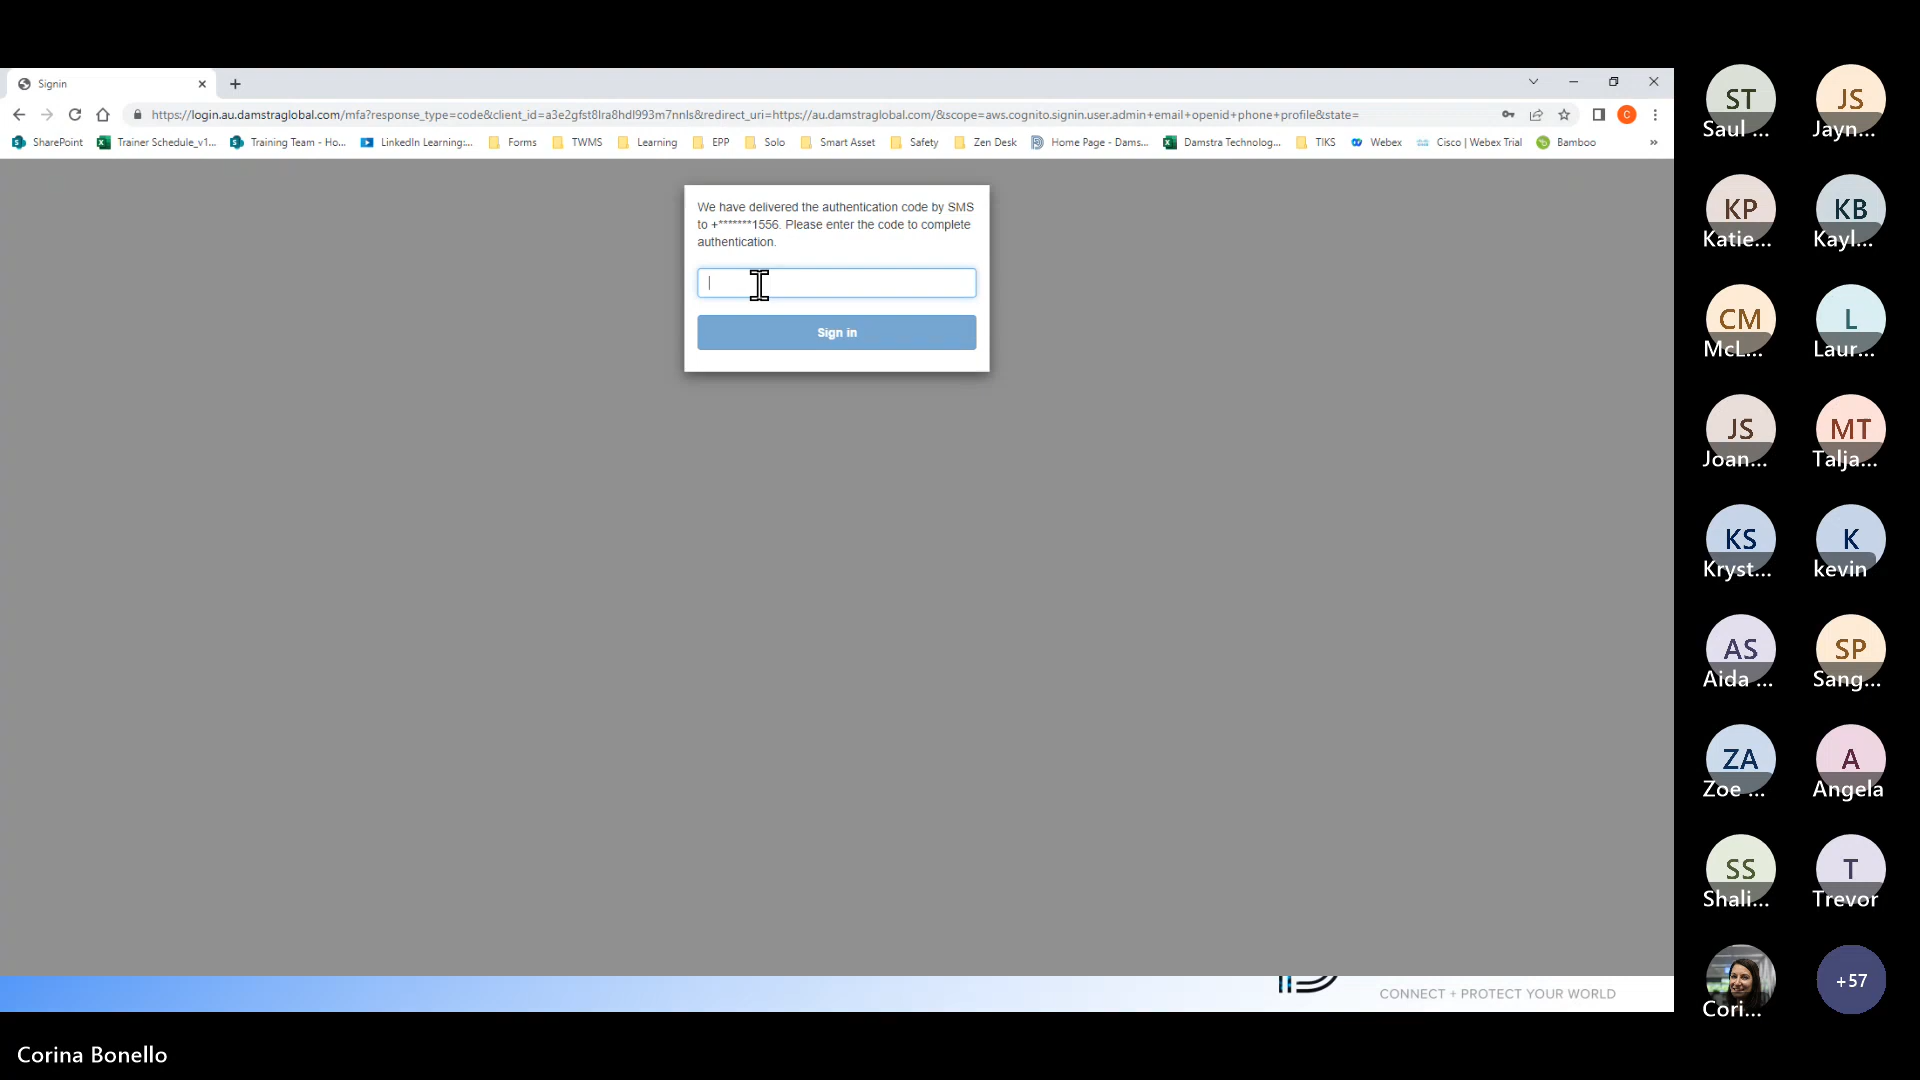 Signin
https://login.au.damstraglobal.com/mfa?response_type=code&client_id=a3e2gfst8lra8hdl993m7nnls&redirect_uri=https://au.damstraglobal.com/&scope=aws.cognito.signin.user.admin+email+openid+phone+profile&state=
C
SharePoint Trainer Schedule_v1... Training Team - Ho... LinkedIn Learning:... Forms TWMS Learning EPP Solo Smart Asset Safety Zen Desk Home Page - Dams... Damstra Technolog... TIKS Webex Cisco | Webex Trial Bamboo »
We have delivered the authentication code by SMS
to +*******1556. Please enter the code to complete
authentication.
Sign in
CONNECT + PROTECT YOUR WORLD
Corina Bonello
ST JS
Saul ... Jayn...
KP KB
Katie... Kayl...
CM L
McL... Laur...
JS MT
Joan... Talja...
KS K
Kryst... kevin
AS SP
Aida ... Sang...
ZA A
Zoe ... Angela
SS T
Shali... Trevor
+57
Cori...